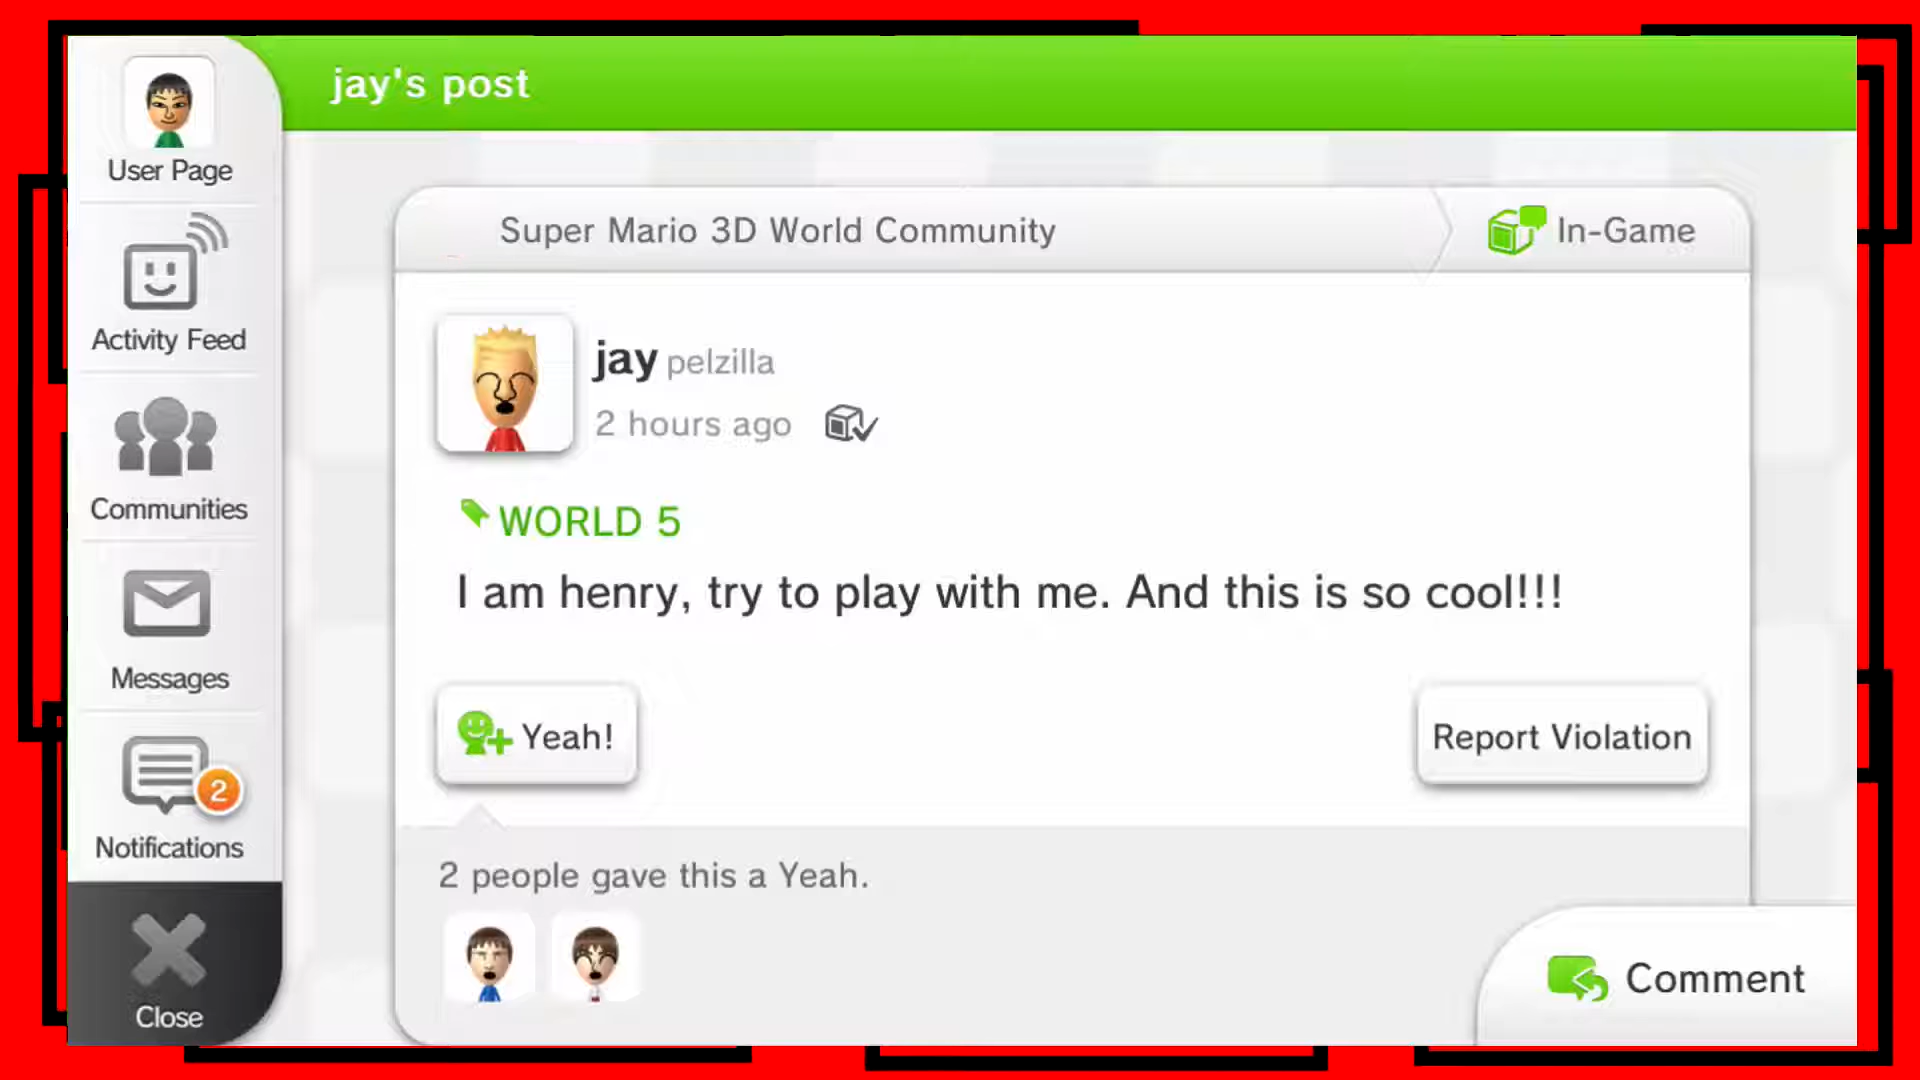 jay's post
User Page
Activity Feed
Communities
Messages
2
Notifications
Close
Super Mario 3D World Community
In-Game
jay pelzilla
2 hours ago
WORLD 5
I am henry, try to play with me. And this is so cool!!!
Yeah!
Report Violation
2 people gave this a Yeah.
Comment